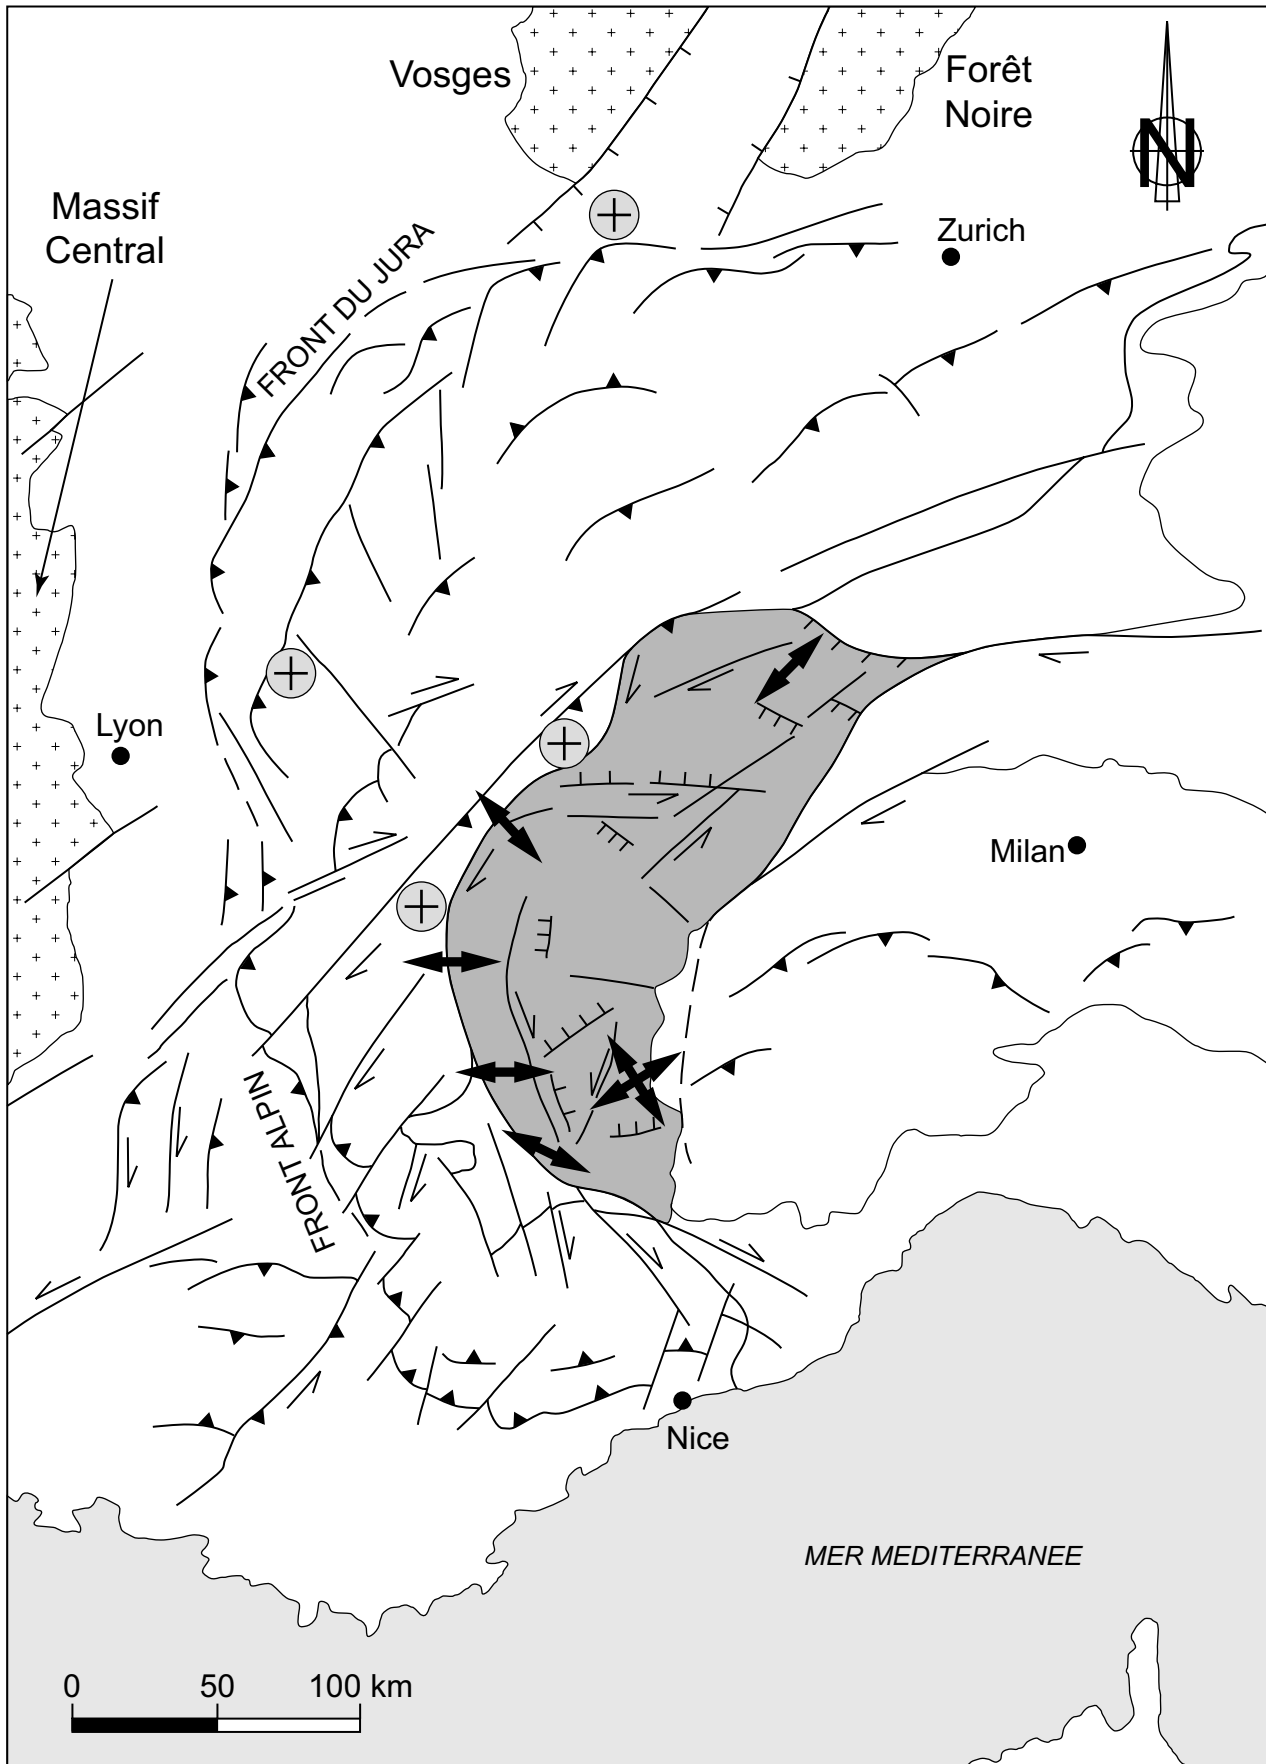 Vosges
Forêt
Noire
N
Massif
Central
FRONT DU JURA
Zurich
Lyon
Milan
FRONT ALPIN
Nice
MER MEDITERRANEE
0 50 100 km